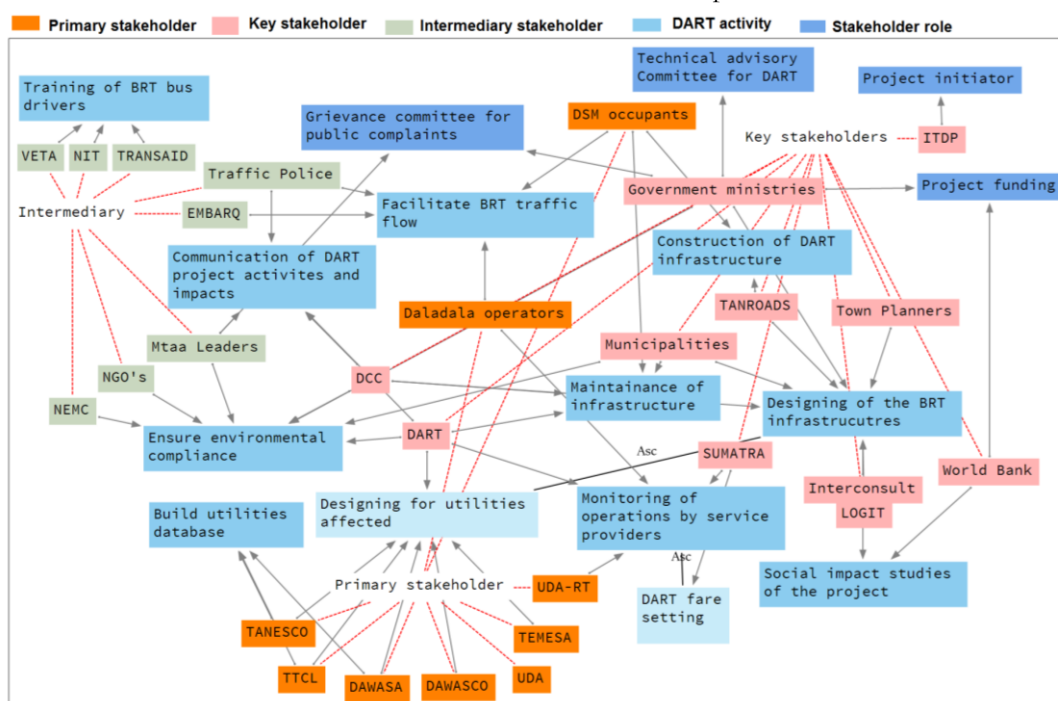 Primary stakeholder
Key stakeholder
Intermediary stakeholder
DART activity
Stakeholder role
Training of BRT bus
drivers
Technical advisory
Committee for DART
Project initiator
Grievance committee for
public complaints
DSM occupants
Key stakeholders
ITDP
VETA
NIT
TRANSAID
Traffic Police
Government ministries
Project funding
Intermediary
EMBARQ
Facilitate BRT traffic
flow
Communication of DART
project activites and
impacts
Construction of DART
infrastructure
Daladala operators
TANROADS
Town Planners
Mtaa Leaders
Municipalities
NGO's
DCC
Maintainance of
infrastructure
Designing of the BRT
infrastrucutres
NEMC
Ensure environmental
compliance
DART
Asc
SUMATRA
World Bank
Build utilities
database
Designing for utilities
affected
Monitoring of
operations by service
providers
Interconsult
LOGIT
Asc
Primary stakeholder
UDA-RT
DART fare
setting
Social impact studies
of the project
TANESCO
TEMESA
TTCL
DAWASA
DAWASCO
UDA